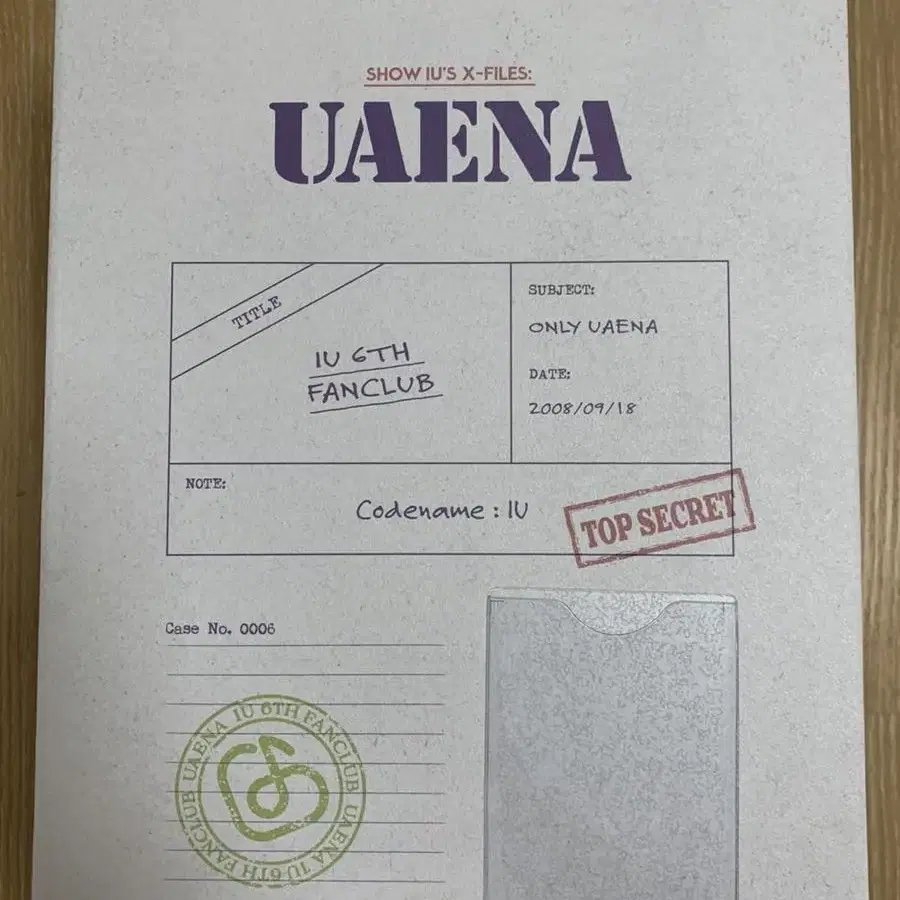 SHOW IU'S X-FILES:
UAENA
TITLE
IU 6TH
FANCLUB
SUBJECT:
ONLY UAENA
DATE:
2008/09/18
NOTE:
Codename : IU
TOP SECRET
Case No. 0006
UAENA IU 6TH FANCLUB UAENA IU 6TH FANCLUB